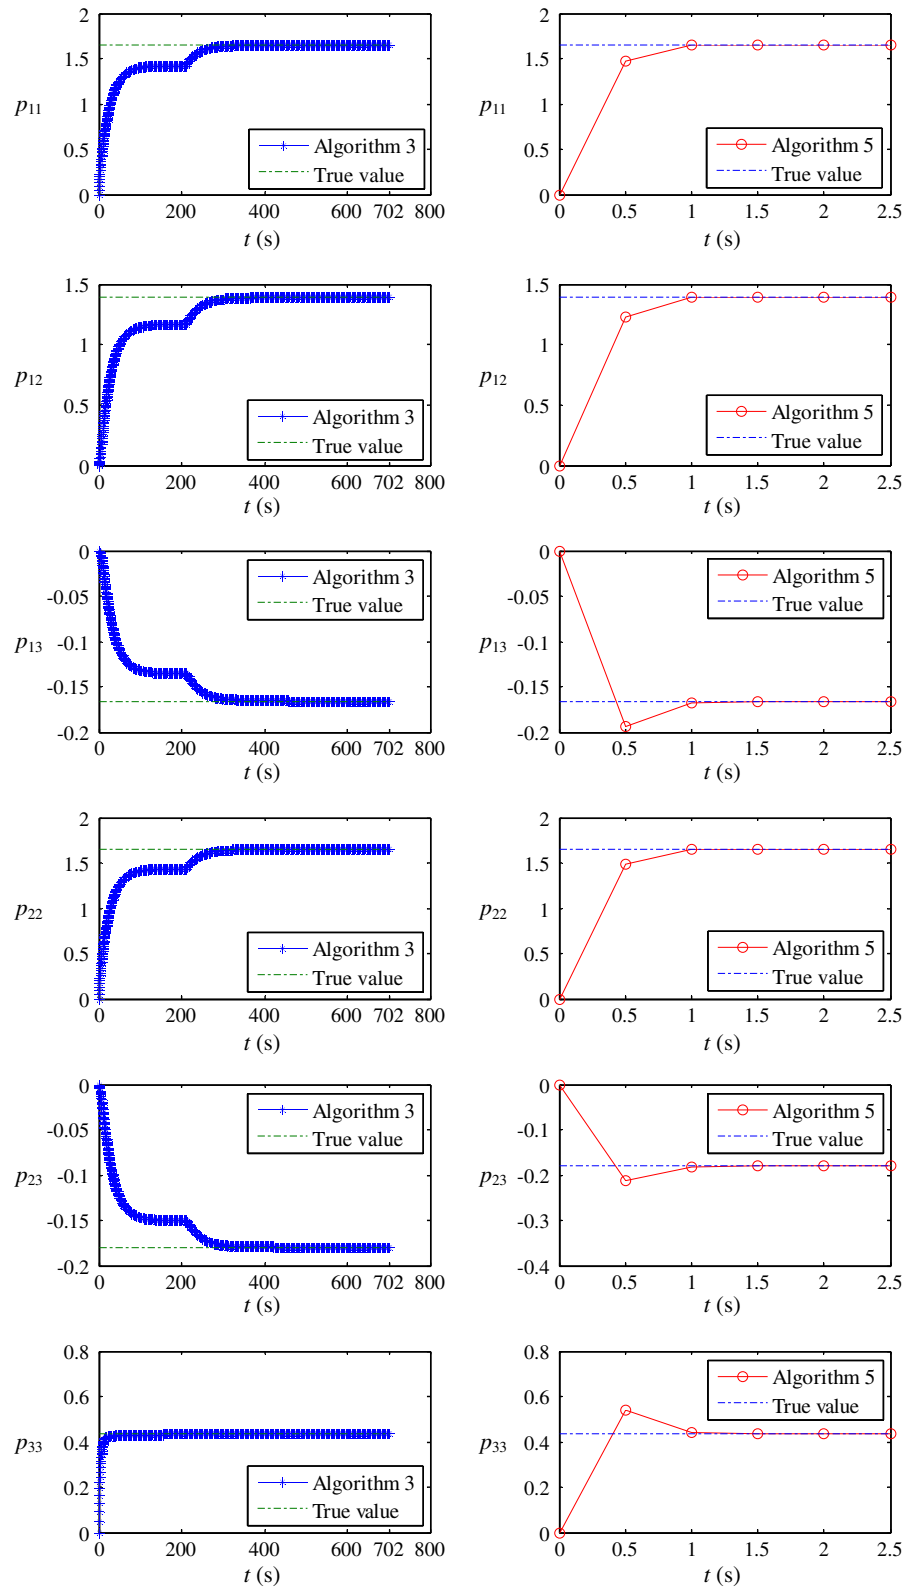 2
1.5
1
0.5
0
p11
Algorithm 3
True value
0 200 400 600 702 800
t (s)
2
1.5
1
0.5
0
p11
Algorithm 5
True value
0 0.5 1 1.5 2 2.5
t (s)
1.5
1
0.5
0
p12
Algorithm 3
True value
0 200 400 600 702 800
t (s)
1.5
1
0.5
0
p12
Algorithm 5
True value
0 0.5 1 1.5 2 2.5
t (s)
0
-0.05
-0.1
-0.15
-0.2
p13
Algorithm 3
True value
0 200 400 600 702 800
t (s)
0
-0.05
-0.1
-0.15
-0.2
p13
Algorithm 5
True value
0 0.5 1 1.5 2 2.5
t (s)
2
1.5
1
0.5
0
p22
Algorithm 3
True value
0 200 400 600 702 800
t (s)
2
1.5
1
0.5
0
p22
Algorithm 5
True value
0 0.5 1 1.5 2 2.5
t (s)
0
-0.05
-0.1
-0.15
-0.2
p23
Algorithm 3
True value
0 200 400 600 702 800
t (s)
0
-0.1
-0.2
-0.3
-0.4
p23
Algorithm 5
True value
0 0.5 1 1.5 2 2.5
t (s)
0.8
0.6
0.4
0.2
0
p33
Algorithm 3
True value
0 200 400 600 702 800
t (s)
0.8
0.6
0.4
0.2
0
p33
Algorithm 5
True value
0 0.5 1 1.5 2 2.5
t (s)